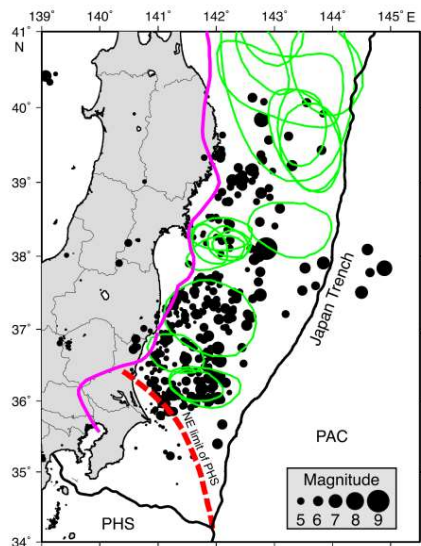 139° 140° 141° 142° 143° 144° 145° E
41°
N
40°
39°
38°
37°
36°
35°
34°
Japan Trench
NE limit of PHS
PAC
PHS
Magnitude
5 6 7 8 9